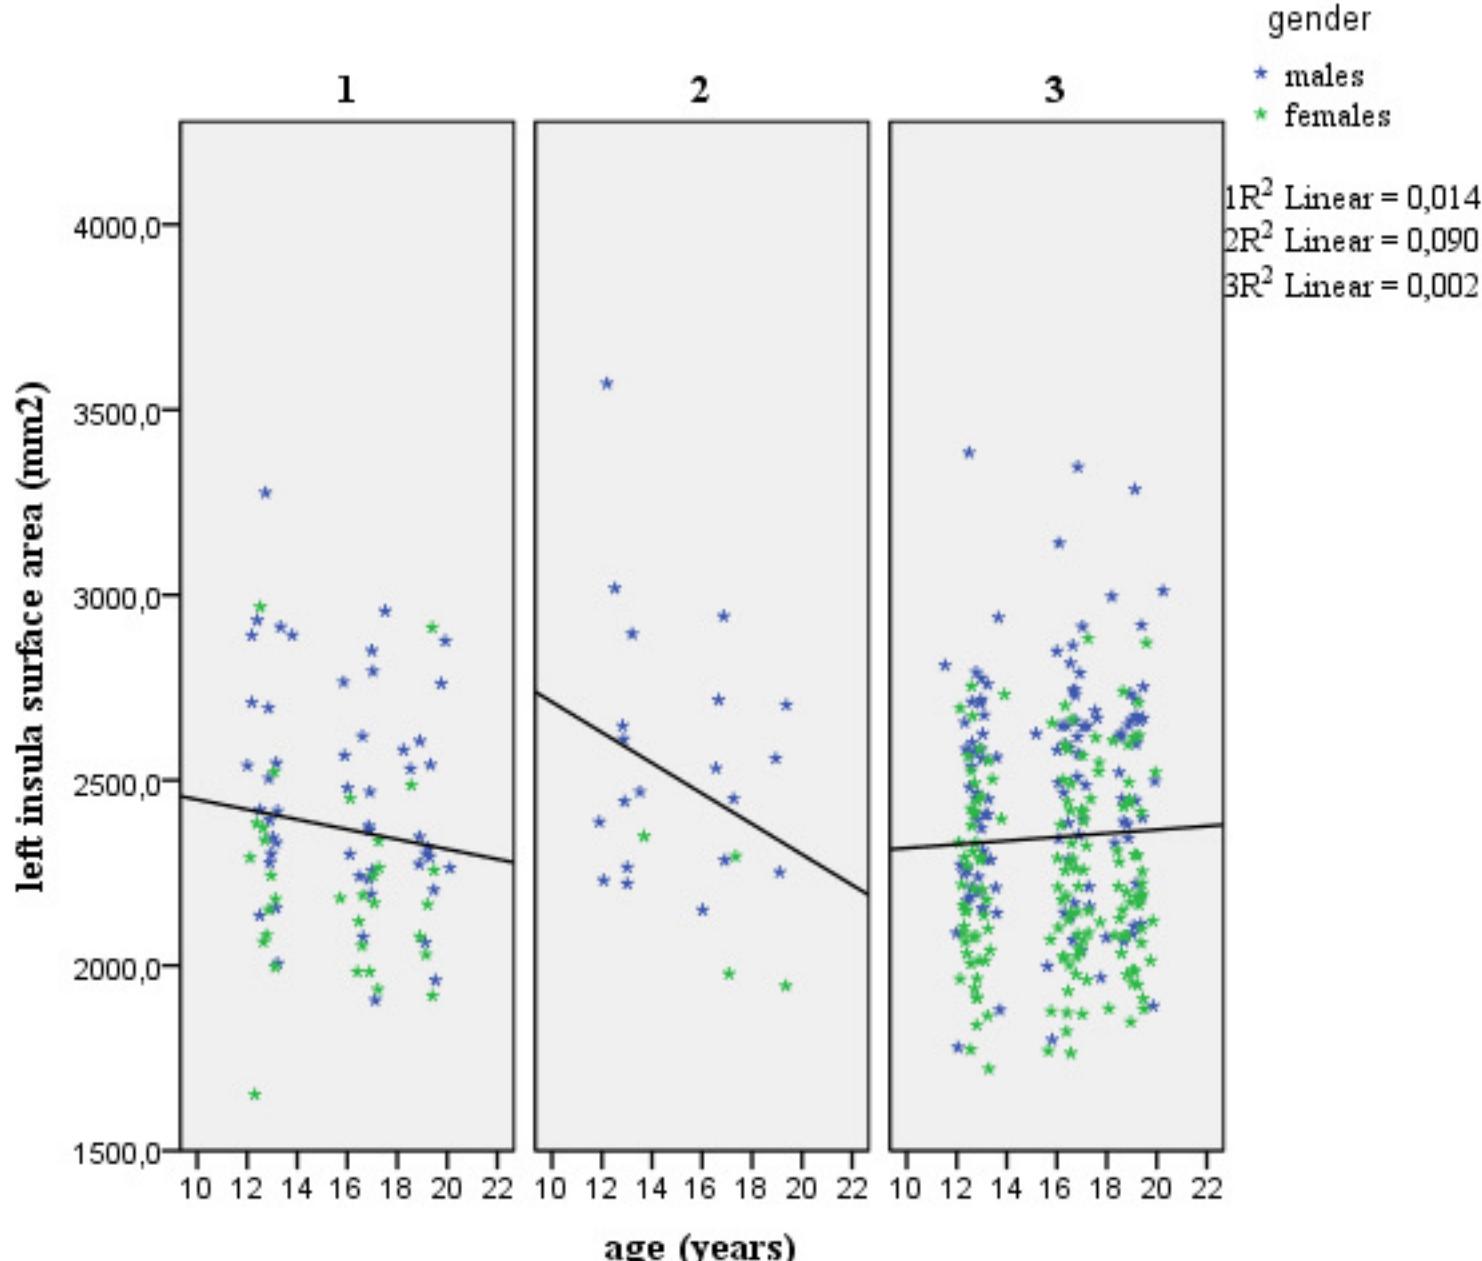 gender
males
females
1 2 3
1R² Linear = 0,014
2R² Linear = 0,090
3R² Linear = 0,002
left insula surface area (mm2)
4000,0
3500,0
3000,0
2500,0
2000,0
1500,0
10 12 14 16 18 20 22 10 12 14 16 18 20 22 10 12 14 16 18 20 22
age (years)